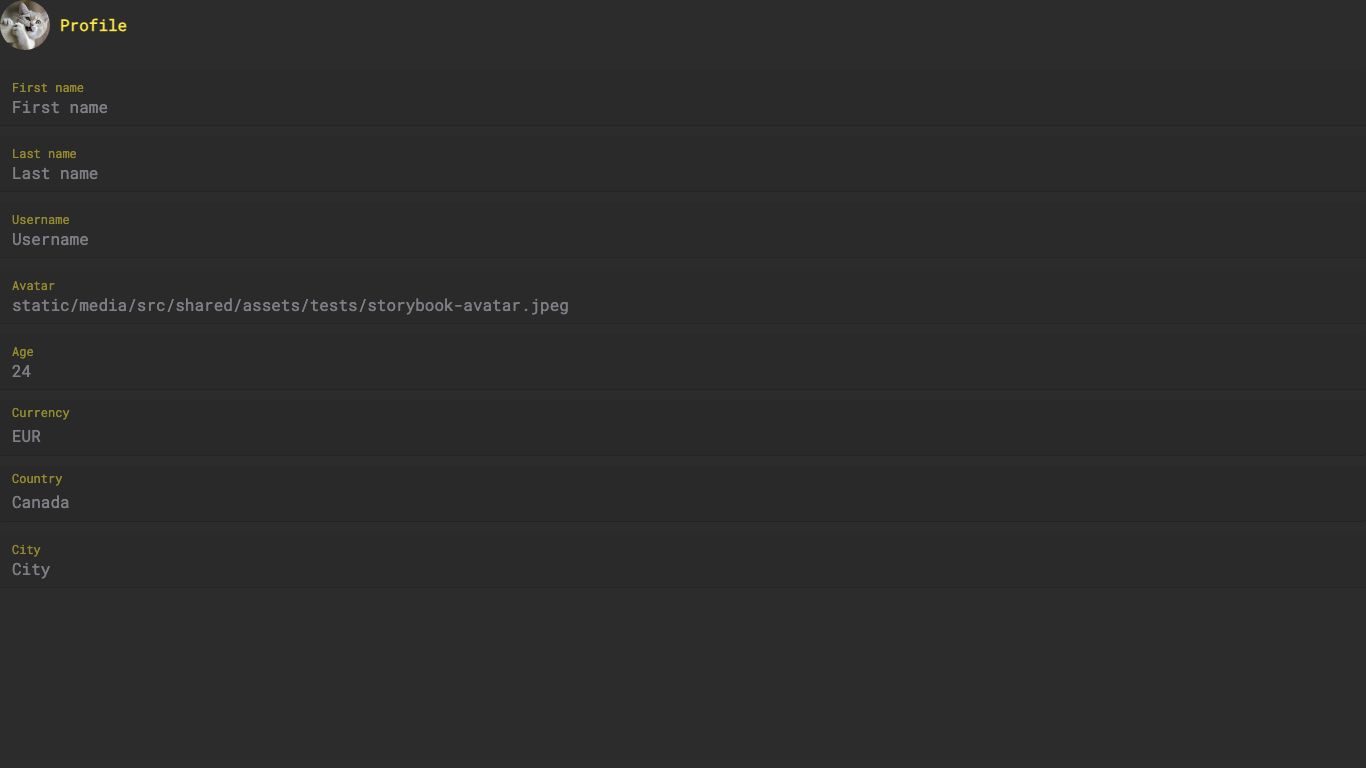 Profile
First name
First name
Last name
Last name
Username
Username
Avatar
static/media/src/shared/assets/tests/storybook-avatar.jpeg
Age
24
Currency
EUR
Country
Canada
City
City